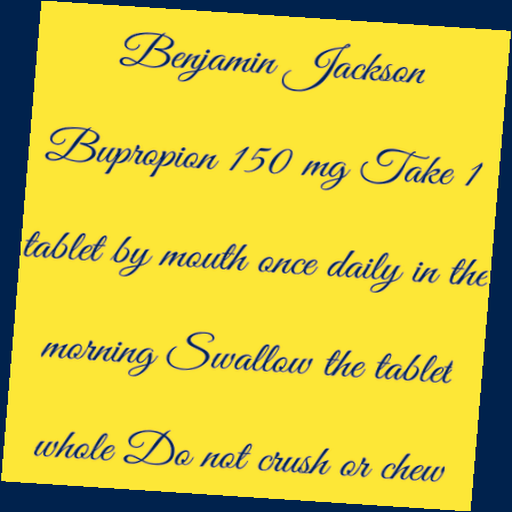 Benjamin Jackson
Bupropion 150 mg Take 1
tablet by mouth once daily in the
morning Swallow the tablet
whole Do not crush or chew